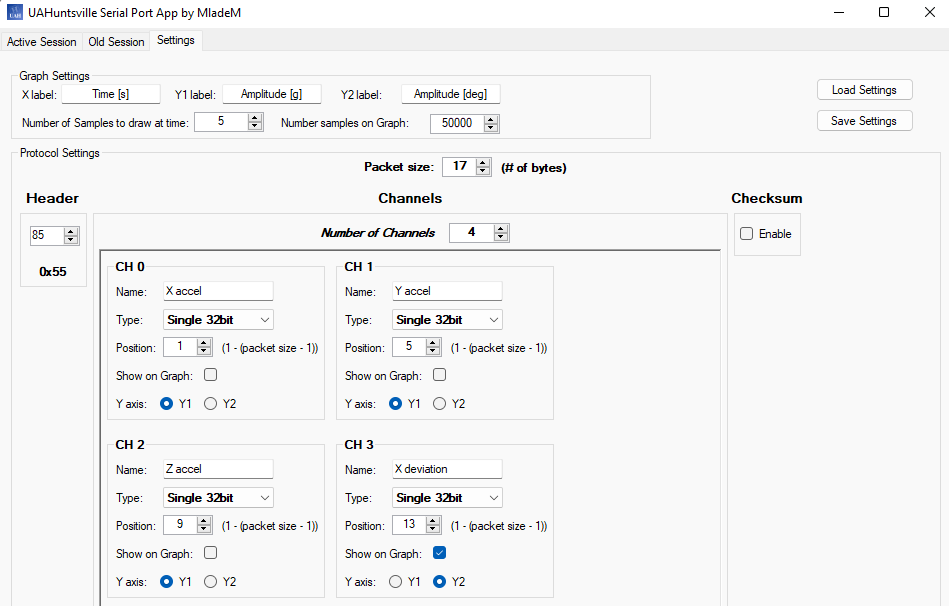 UAH UAHuntsville Serial Port App by MladeM
Active Session Old Session Settings
Graph Settings
X label: Time [s] Y1 label: Amplitude [g] Y2 label: Amplitude [deg]
Load Settings
Number of Samples to draw at time: 5 Number samples on Graph: 50000
Save Settings
Protocol Settings
Packet size: 17 (# of bytes)
Header Channels Checksum
85 Number of Channels 4 Enable
0x55
CH 0 CH 1
Name: X accel Name: Y accel
Type: Single 32bit Type: Single 32bit
Position: 1 (1 - (packet size - 1)) Position: 5 (1 - (packet size - 1))
Show on Graph: Show on Graph:
Y axis: Y1 Y2 Y axis: Y1 Y2
CH 2 CH 3
Name: Z accel Name: X deviation
Type: Single 32bit Type: Single 32bit
Position: 9 (1 - (packet size - 1)) Position: 13 (1 - (packet size - 1))
Show on Graph: Show on Graph:
Y axis: Y1 Y2 Y axis: Y1 Y2